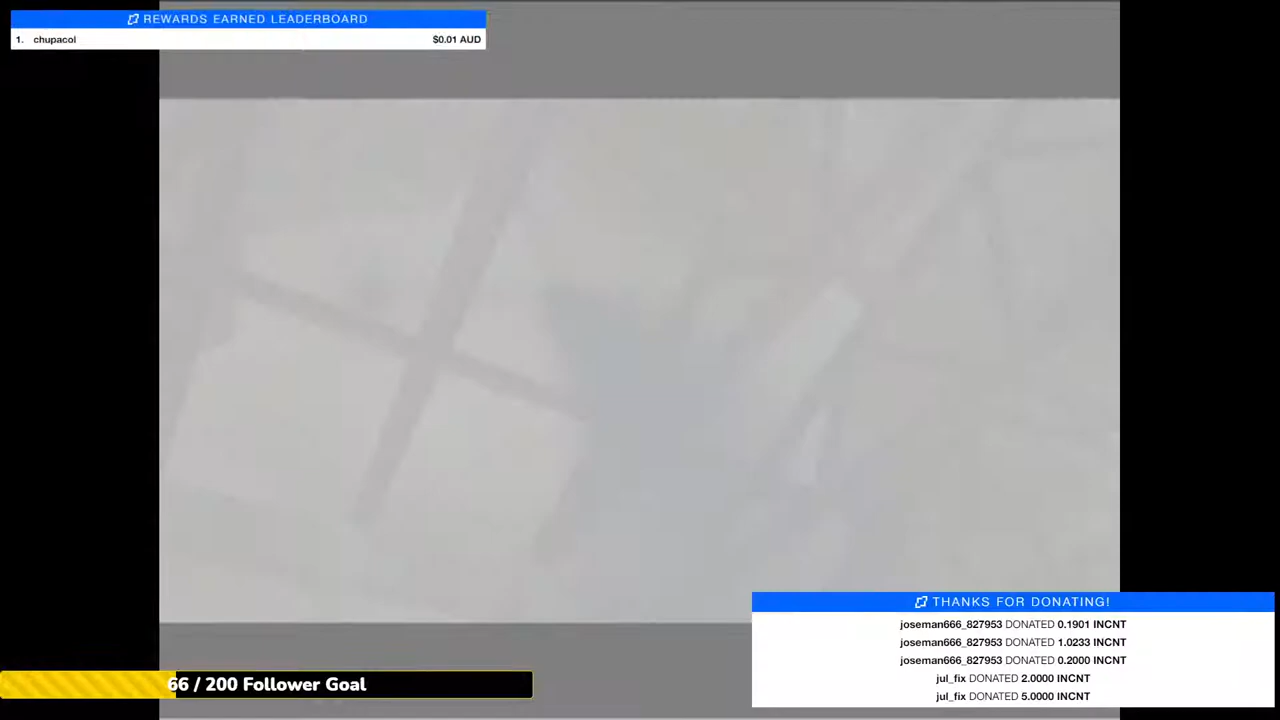 REWARDS EARNED LEADERBOARD
1. chupacol $0.01 AUD
THANKS FOR DONATING!
joseman666_827953 DONATED 0.1901 INCNT
joseman666_827953 DONATED 1.0233 INCNT
joseman666_827953 DONATED 0.2000 INCNT
jul_fix DONATED 2.0000 INCNT
jul_fix DONATED 5.0000 INCNT
66 / 200 Follower Goal